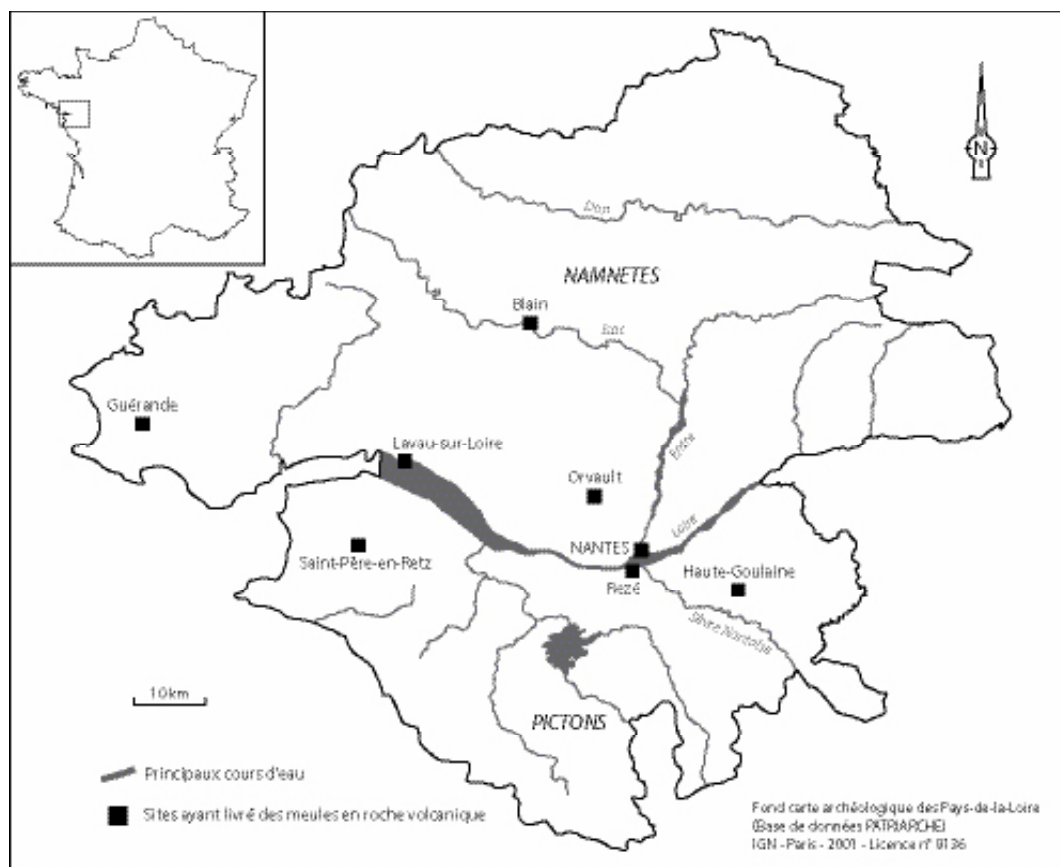 N
Don
NAMNETES
Blain
Isac
Guérande
Lavau-sur-Loire
Erdre
Orvault
Loire
NANTES
Saint-Père-en-Retz
Rezé
Haute-Goulaine
Sèvre Nantaise
10km
PICTONS
Principaux cours d'eau
Sites ayant livré des meules en roche volcanique
Fond carte archéologique des Pays-de-la-Loire
(Base de données PATRIARCHE)
IGN - Paris - 2001 - Licence n° 9136